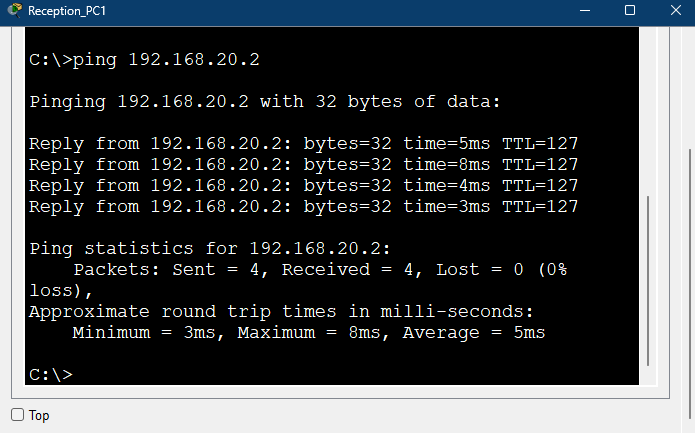 Reception_PC1
C:\>ping 192.168.20.2
Pinging 192.168.20.2 with 32 bytes of data:
Reply from 192.168.20.2: bytes=32 time=5ms TTL=127
Reply from 192.168.20.2: bytes=32 time=8ms TTL=127
Reply from 192.168.20.2: bytes=32 time=4ms TTL=127
Reply from 192.168.20.2: bytes=32 time=3ms TTL=127
Ping statistics for 192.168.20.2:
    Packets: Sent = 4, Received = 4, Lost = 0 (0%
loss),
Approximate round trip times in milli-seconds:
    Minimum = 3ms, Maximum = 8ms, Average = 5ms
C:\>
Top